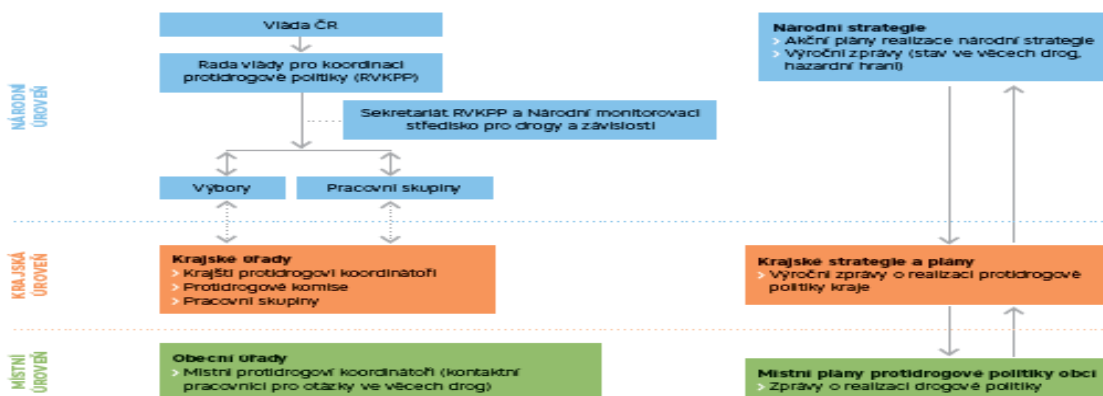 NÁRODNÍ
ÚROVEŇ
Vláda ČR
Rada vlády pro koordinaci
protidrogové politiky (RVKPP)
Sekretariát RVKPP a Národní monitorovací
středisko pro drogy a závislosti
Výbory
Pracovní skupiny
Národní strategie
> Akční plány realizace národní strategie
> Výroční zprávy (stav ve věcech drog,
hazardní hraní)
KRAJSKÁ
ÚROVEŇ
Krajské úřady
> Krajští protidrogoví koordinátoři
> Protidrogové komise
> Pracovní skupiny
Krajské strategie a plány
> Výroční zprávy o realizaci protidrogové
politiky kraje
MÍSTNÍ
ÚROVEŇ
Obecní úřady
> Místní protidrogoví koordinátoři (kontaktní
pracovníci pro otázky ve věcech drog)
Místní plány protidrogové politiky obcí
> Zprávy o realizaci drogové politiky